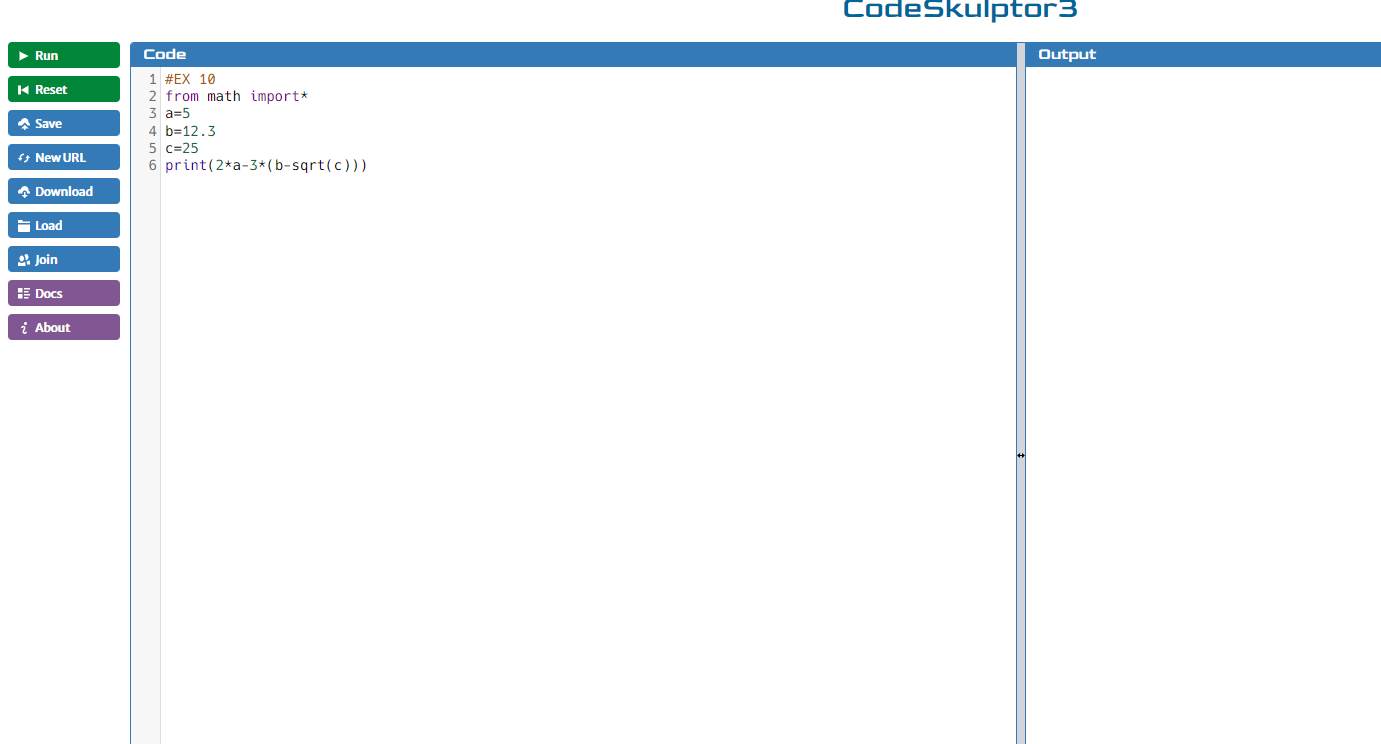 CodeSkulptor3
Run
Reset
Save
New URL
Download
Load
Join
Docs
About
Code
1 #EX 10
2 from math import*
3 a=5
4 b=12.3
5 c=25
6 print(2*a-3*(b-sqrt(c)))
Output